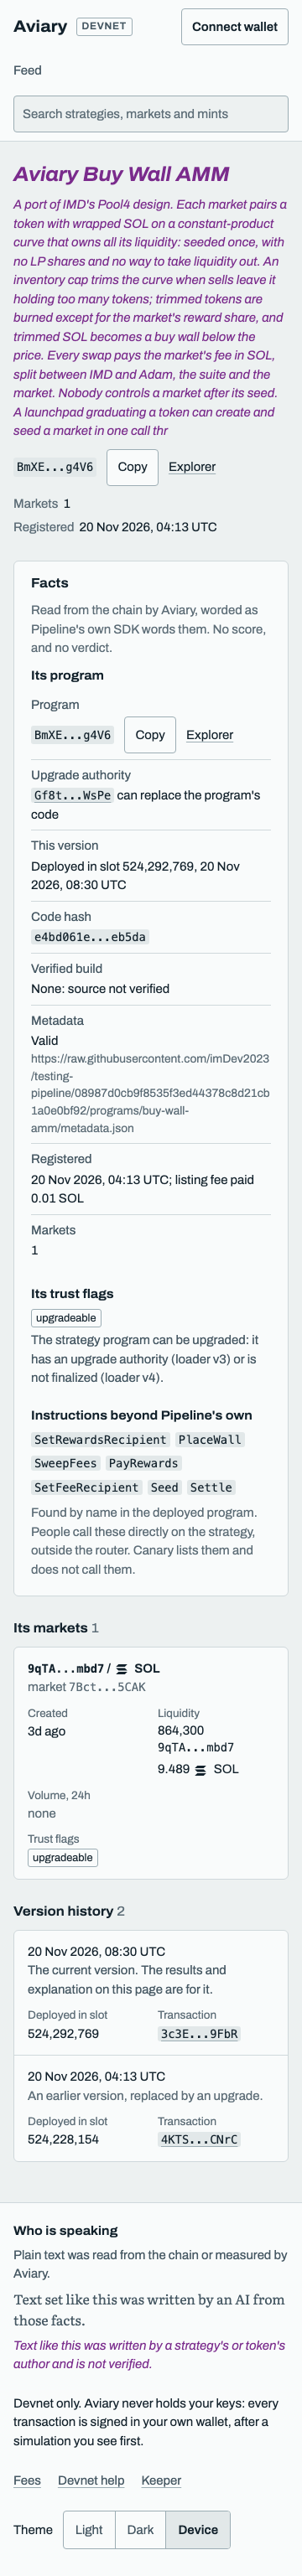 Aviary DEVNET Connect wallet
Feed
Search strategies, markets and mints
Aviary Buy Wall AMM
A port of IMD's Pool4 design. Each market pairs a
token with wrapped SOL on a constant-product
curve that owns all its liquidity: seeded once, with
no LP shares and no way to take liquidity out. An
inventory cap trims the curve when sells leave it
holding too many tokens; trimmed tokens are
burned except for the market's reward share, and
trimmed SOL becomes a buy wall below the
price. Every swap pays the market's fee in SOL,
split between IMD and Adam, the suite and the
market. Nobody controls a market after its seed.
A launchpad graduating a token can create and
seed a market in one call thr
BmXE...g4V6 Copy Explorer
Markets 1
Registered 20 Nov 2026, 04:13 UTC
Facts
Read from the chain by Aviary, worded as
Pipeline's own SDK words them. No score,
and no verdict.
Its program
Program
BmXE...g4V6 Copy Explorer
Upgrade authority
Gf8t...WsPe can replace the program's
code
This version
Deployed in slot 524,292,769, 20 Nov
2026, 08:30 UTC
Code hash
e4bd061e...eb5da
Verified build
None: source not verified
Metadata
Valid
https://raw.githubusercontent.com/imDev2023
/testing-
pipeline/08987d0cb9f8535f3ed44378c8d21cb
1a0e0bf92/programs/buy-wall-
amm/metadata.json
Registered
20 Nov 2026, 04:13 UTC; listing fee paid
0.01 SOL
Markets
1
Its trust flags
upgradeable
The strategy program can be upgraded: it
has an upgrade authority (loader v3) or is
not finalized (loader v4).
Instructions beyond Pipeline's own
SetRewardsRecipient PlaceWall
SweepFees PayRewards
SetFeeRecipient Seed Settle
Found by name in the deployed program.
People call these directly on the strategy,
outside the router. Canary lists them and
does not call them.
Its markets 1
9qTA...mbd7 / SOL
market 7Bct...5CAK
Created Liquidity
3d ago 864,300
9qTA...mbd7
9.489 SOL
Volume, 24h
none
Trust flags
upgradeable
Version history 2
20 Nov 2026, 08:30 UTC
The current version. The results and
explanation on this page are for it.
Deployed in slot Transaction
524,292,769 3c3E...9FbR
20 Nov 2026, 04:13 UTC
An earlier version, replaced by an upgrade.
Deployed in slot Transaction
524,228,154 4KTS...CNrC
Who is speaking
Plain text was read from the chain or measured by
Aviary.
Text set like this was written by an AI from
those facts.
Text like this was written by a strategy's or token's
author and is not verified.
Devnet only. Aviary never holds your keys: every
transaction is signed in your own wallet, after a
simulation you see first.
Fees Devnet help Keeper
Theme Light Dark Device